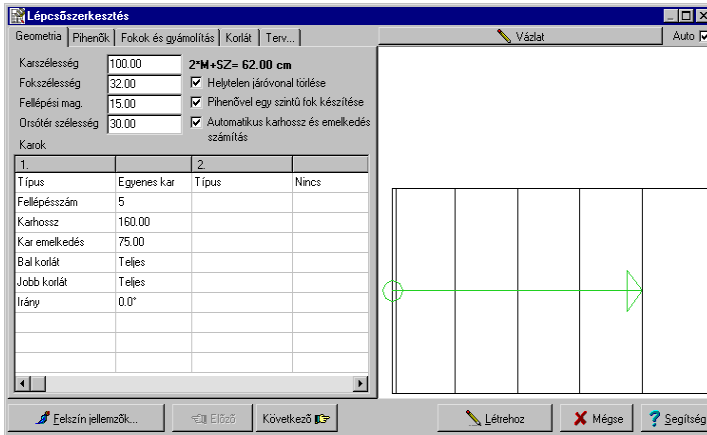 Lépcsőszerkesztés
Geometria Pihenők Fokok és gyámolítás Korlát Terv...
Vázlat Auto
Karszélesség 100.00 2*M+SZ= 62.00 cm
Fokszélesség 32.00 Helytelen járóvonal törlése
Fellépési mag. 15.00 Pihenővel egy szintű fok készítése
Orsótér szélesség 30.00 Automatikus karhossz és emelkedés
számítás
Karok
1. 2.
Típus Egyenes kar Típus Nincs
Fellépésszám 5
Karhossz 160.00
Kar emelkedés 75.00
Bal korlát Teljes
Jobb korlát Teljes
Irány 0.0°
Felszín jellemzők... Előző Következő Létrehoz Mégse Segítség